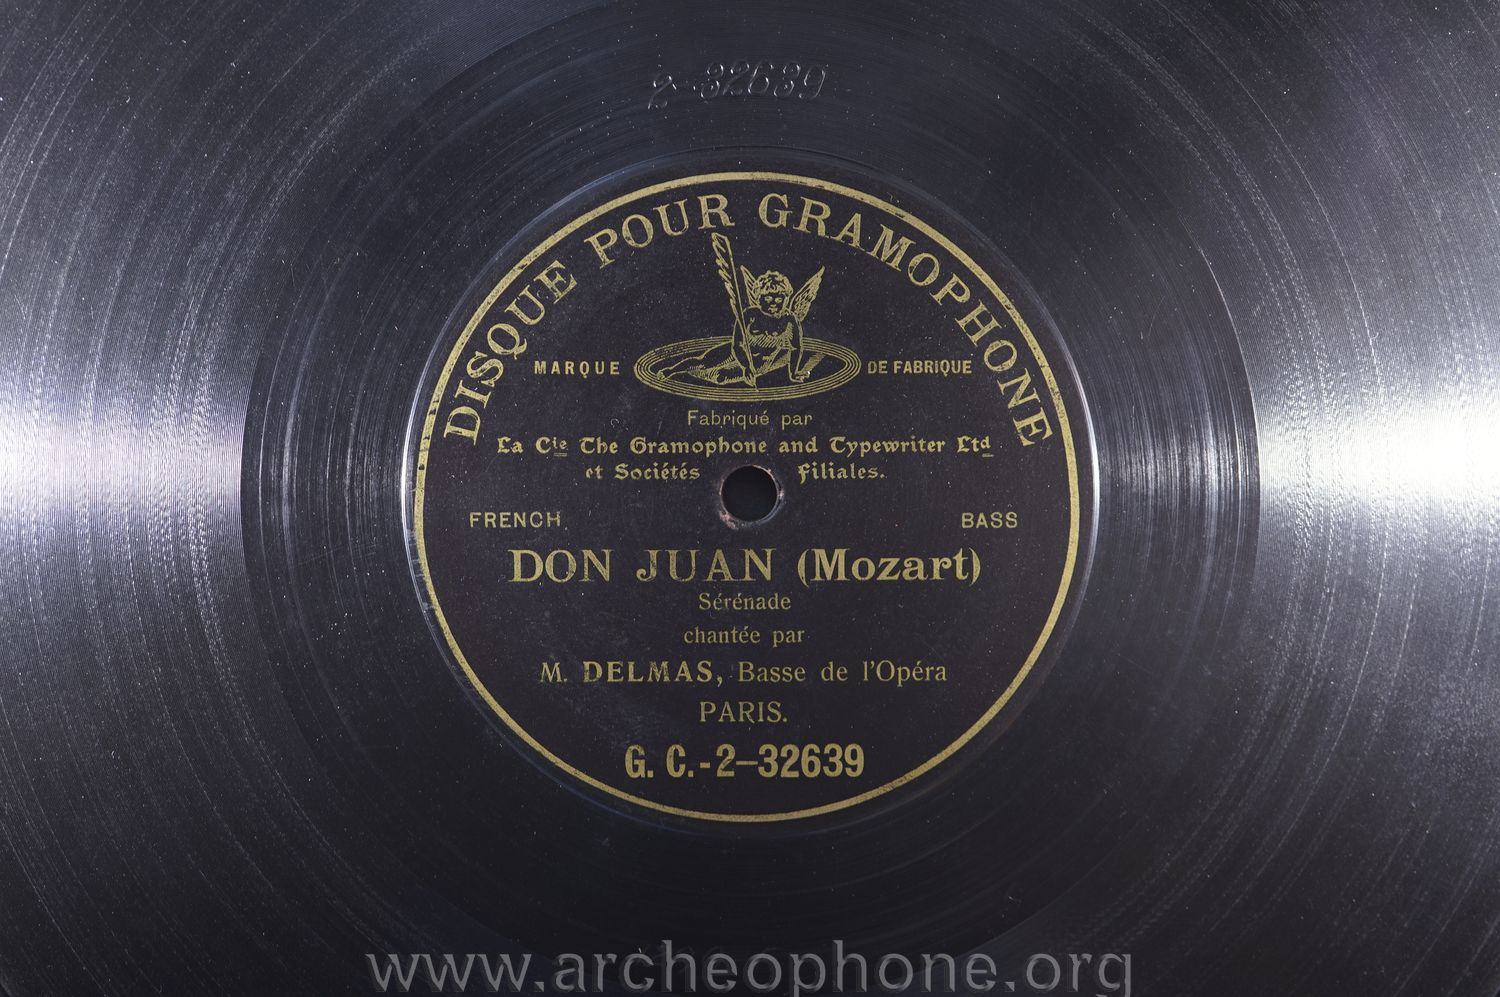 2-32639
DISQUE POUR GRAMOPHONE
MARQUE DE FABRIQUE
Fabriqué par
La Cie The Gramophone and Typewriter Ltd
et Sociétés filiales.
FRENCH BASS
DON JUAN (Mozart)
Sérénade
chantée par
M. DELMAS, Basse de l'Opéra
PARIS.
G. C.-2–32639
www.archeophone.org